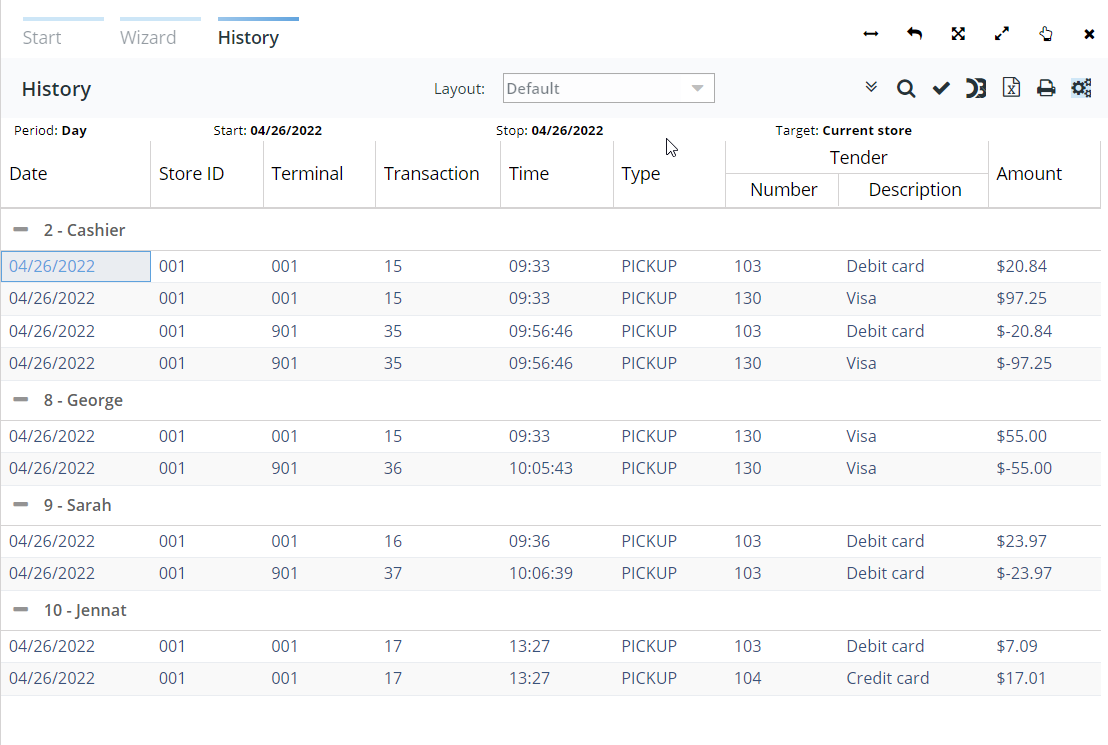 Start Wizard History
History Layout: Default
Period: Day Start: 04/26/2022 Stop: 04/26/2022 Target: Current store
Date Store ID Terminal Transaction Time Type Tender Amount
Number Description
2 - Cashier
04/26/2022 001 001 15 09:33 PICKUP 103 Debit card $20.84
04/26/2022 001 001 15 09:33 PICKUP 130 Visa $97.25
04/26/2022 001 901 35 09:56:46 PICKUP 103 Debit card $-20.84
04/26/2022 001 901 35 09:56:46 PICKUP 130 Visa $-97.25
8 - George
04/26/2022 001 001 15 09:33 PICKUP 130 Visa $55.00
04/26/2022 001 901 36 10:05:43 PICKUP 130 Visa $-55.00
9 - Sarah
04/26/2022 001 001 16 09:36 PICKUP 103 Debit card $23.97
04/26/2022 001 901 37 10:06:39 PICKUP 103 Debit card $-23.97
10 - Jennat
04/26/2022 001 001 17 13:27 PICKUP 103 Debit card $7.09
04/26/2022 001 001 17 13:27 PICKUP 104 Credit card $17.01